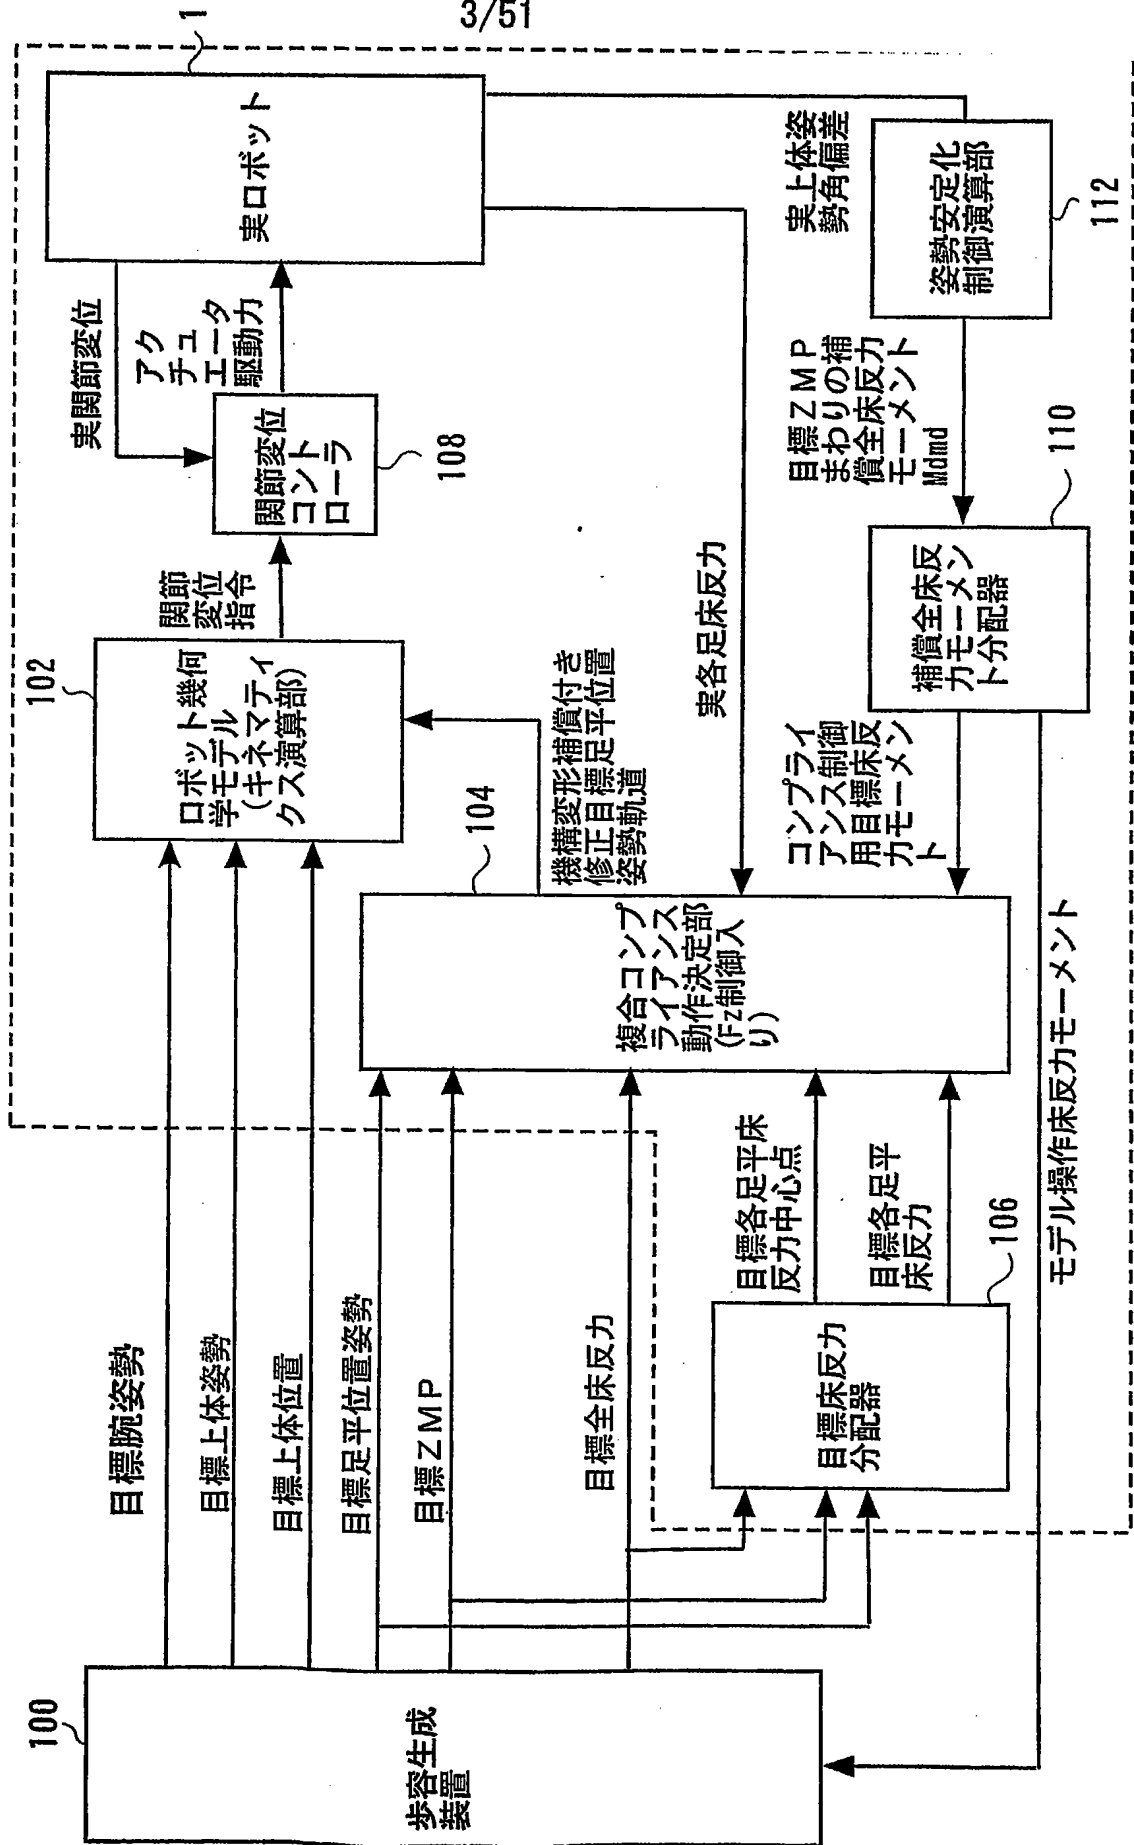 3/51
100
歩容生成
装置
目標腕姿勢
目標上体姿勢
目標上体位置
目標足平位置姿勢
目標ZMP
目標全床反力
102
ロボット幾何
学モデル
(キネマティ
クス演算部)
関節
変位
指令
関節変位
コント
ローラ
108
実関節変位
アク
チュ
エータ
駆動力
実ロボット
1
104
機構変形補償付き
修正目標足平位置
姿勢軌道
複合コンプ
ライアンス
動作決定部
(Fz制御入
り)
実各足床反力
目標床反力
分配器
106
目標各足平床
反力中心点
目標各足平
床反力
コンプライ
アンス制御
用目標床反
力モーメン
ト
補償全床反
力モーメン
ト分配器
110
目標ZMP
まわりの補
償全床反力
モーメント
Mdmd
姿勢安定化
制御演算部
112
実上体姿
勢角偏差
モデル操作床反力モーメント